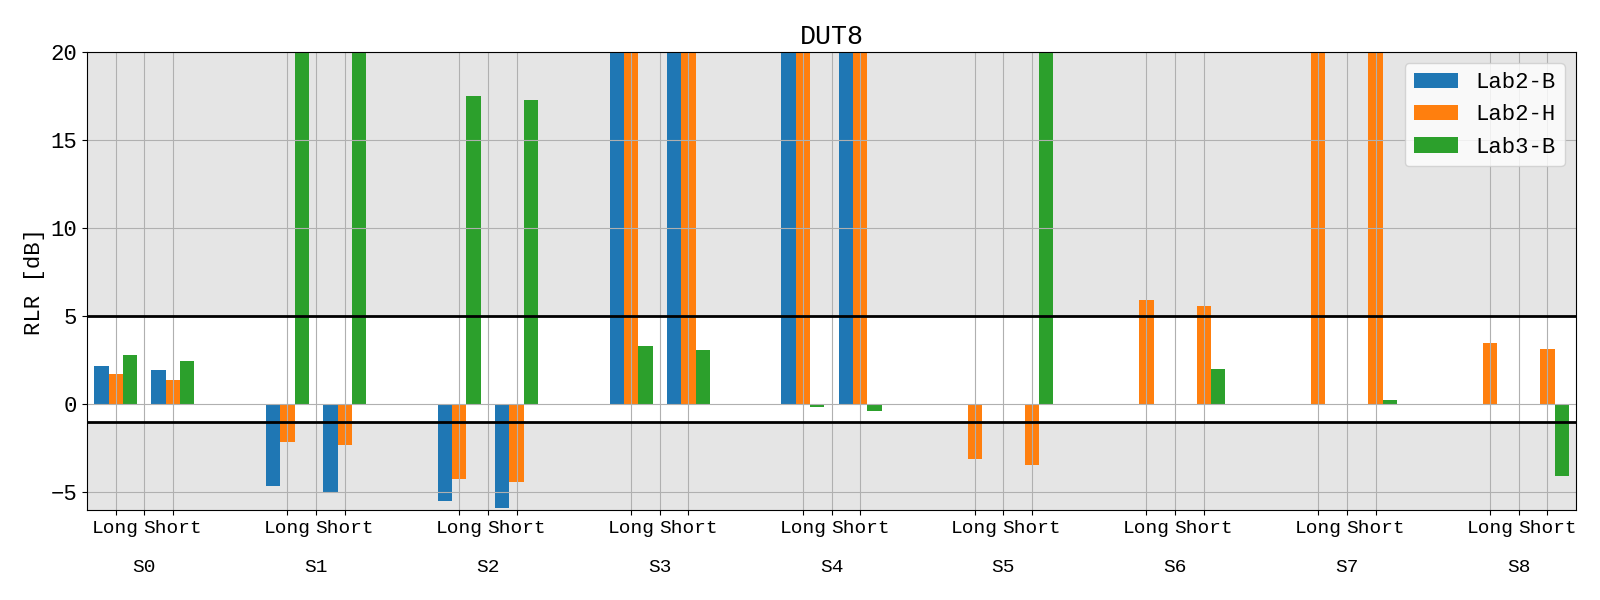 DUT8
20
15
10
5
0
−5
RLR [dB]
Lab2-B
Lab2-H
Lab3-B
Long Short Long Short Long Short Long Short Long Short Long Short Long Short Long Short Long Short
S0 S1 S2 S3 S4 S5 S6 S7 S8